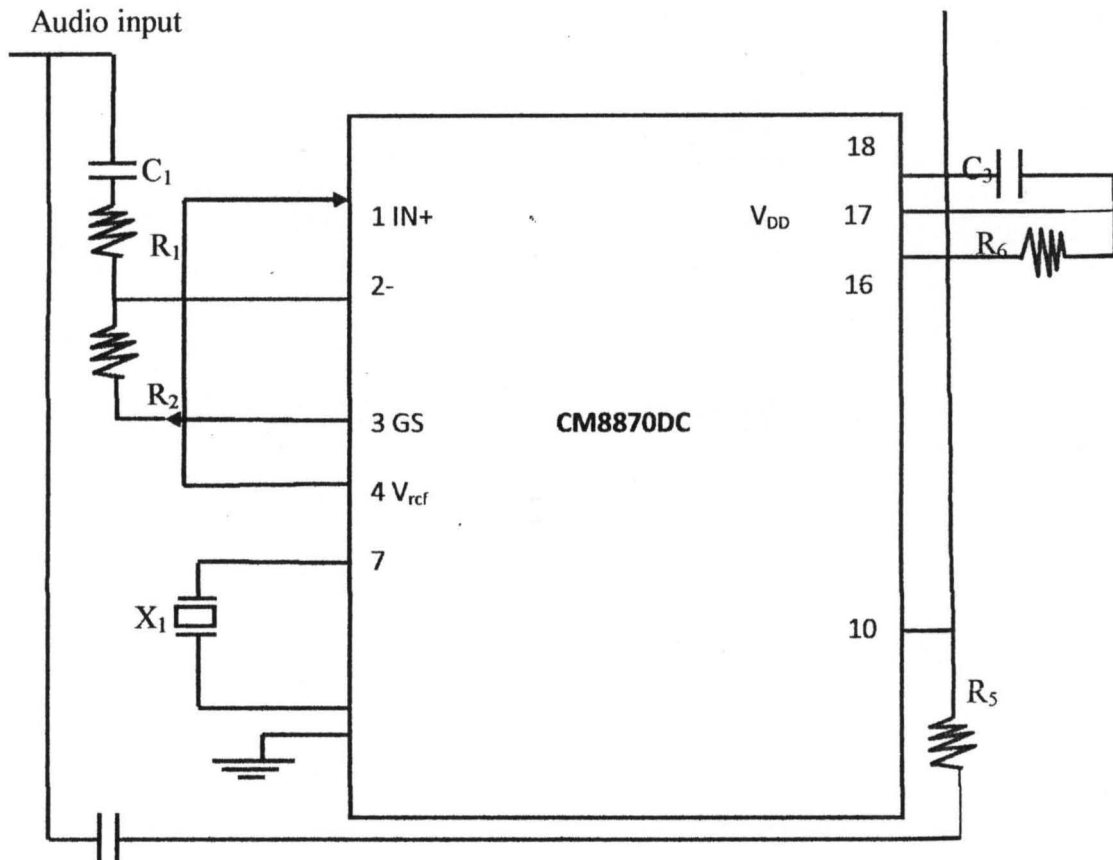 Audio input
C₁
R₁
R₂
X₁
1 IN+
2-
3 GS
4 Vrcf
7
CM8870DC
18
VDD 17
16
10
C₃
R₆
R₅